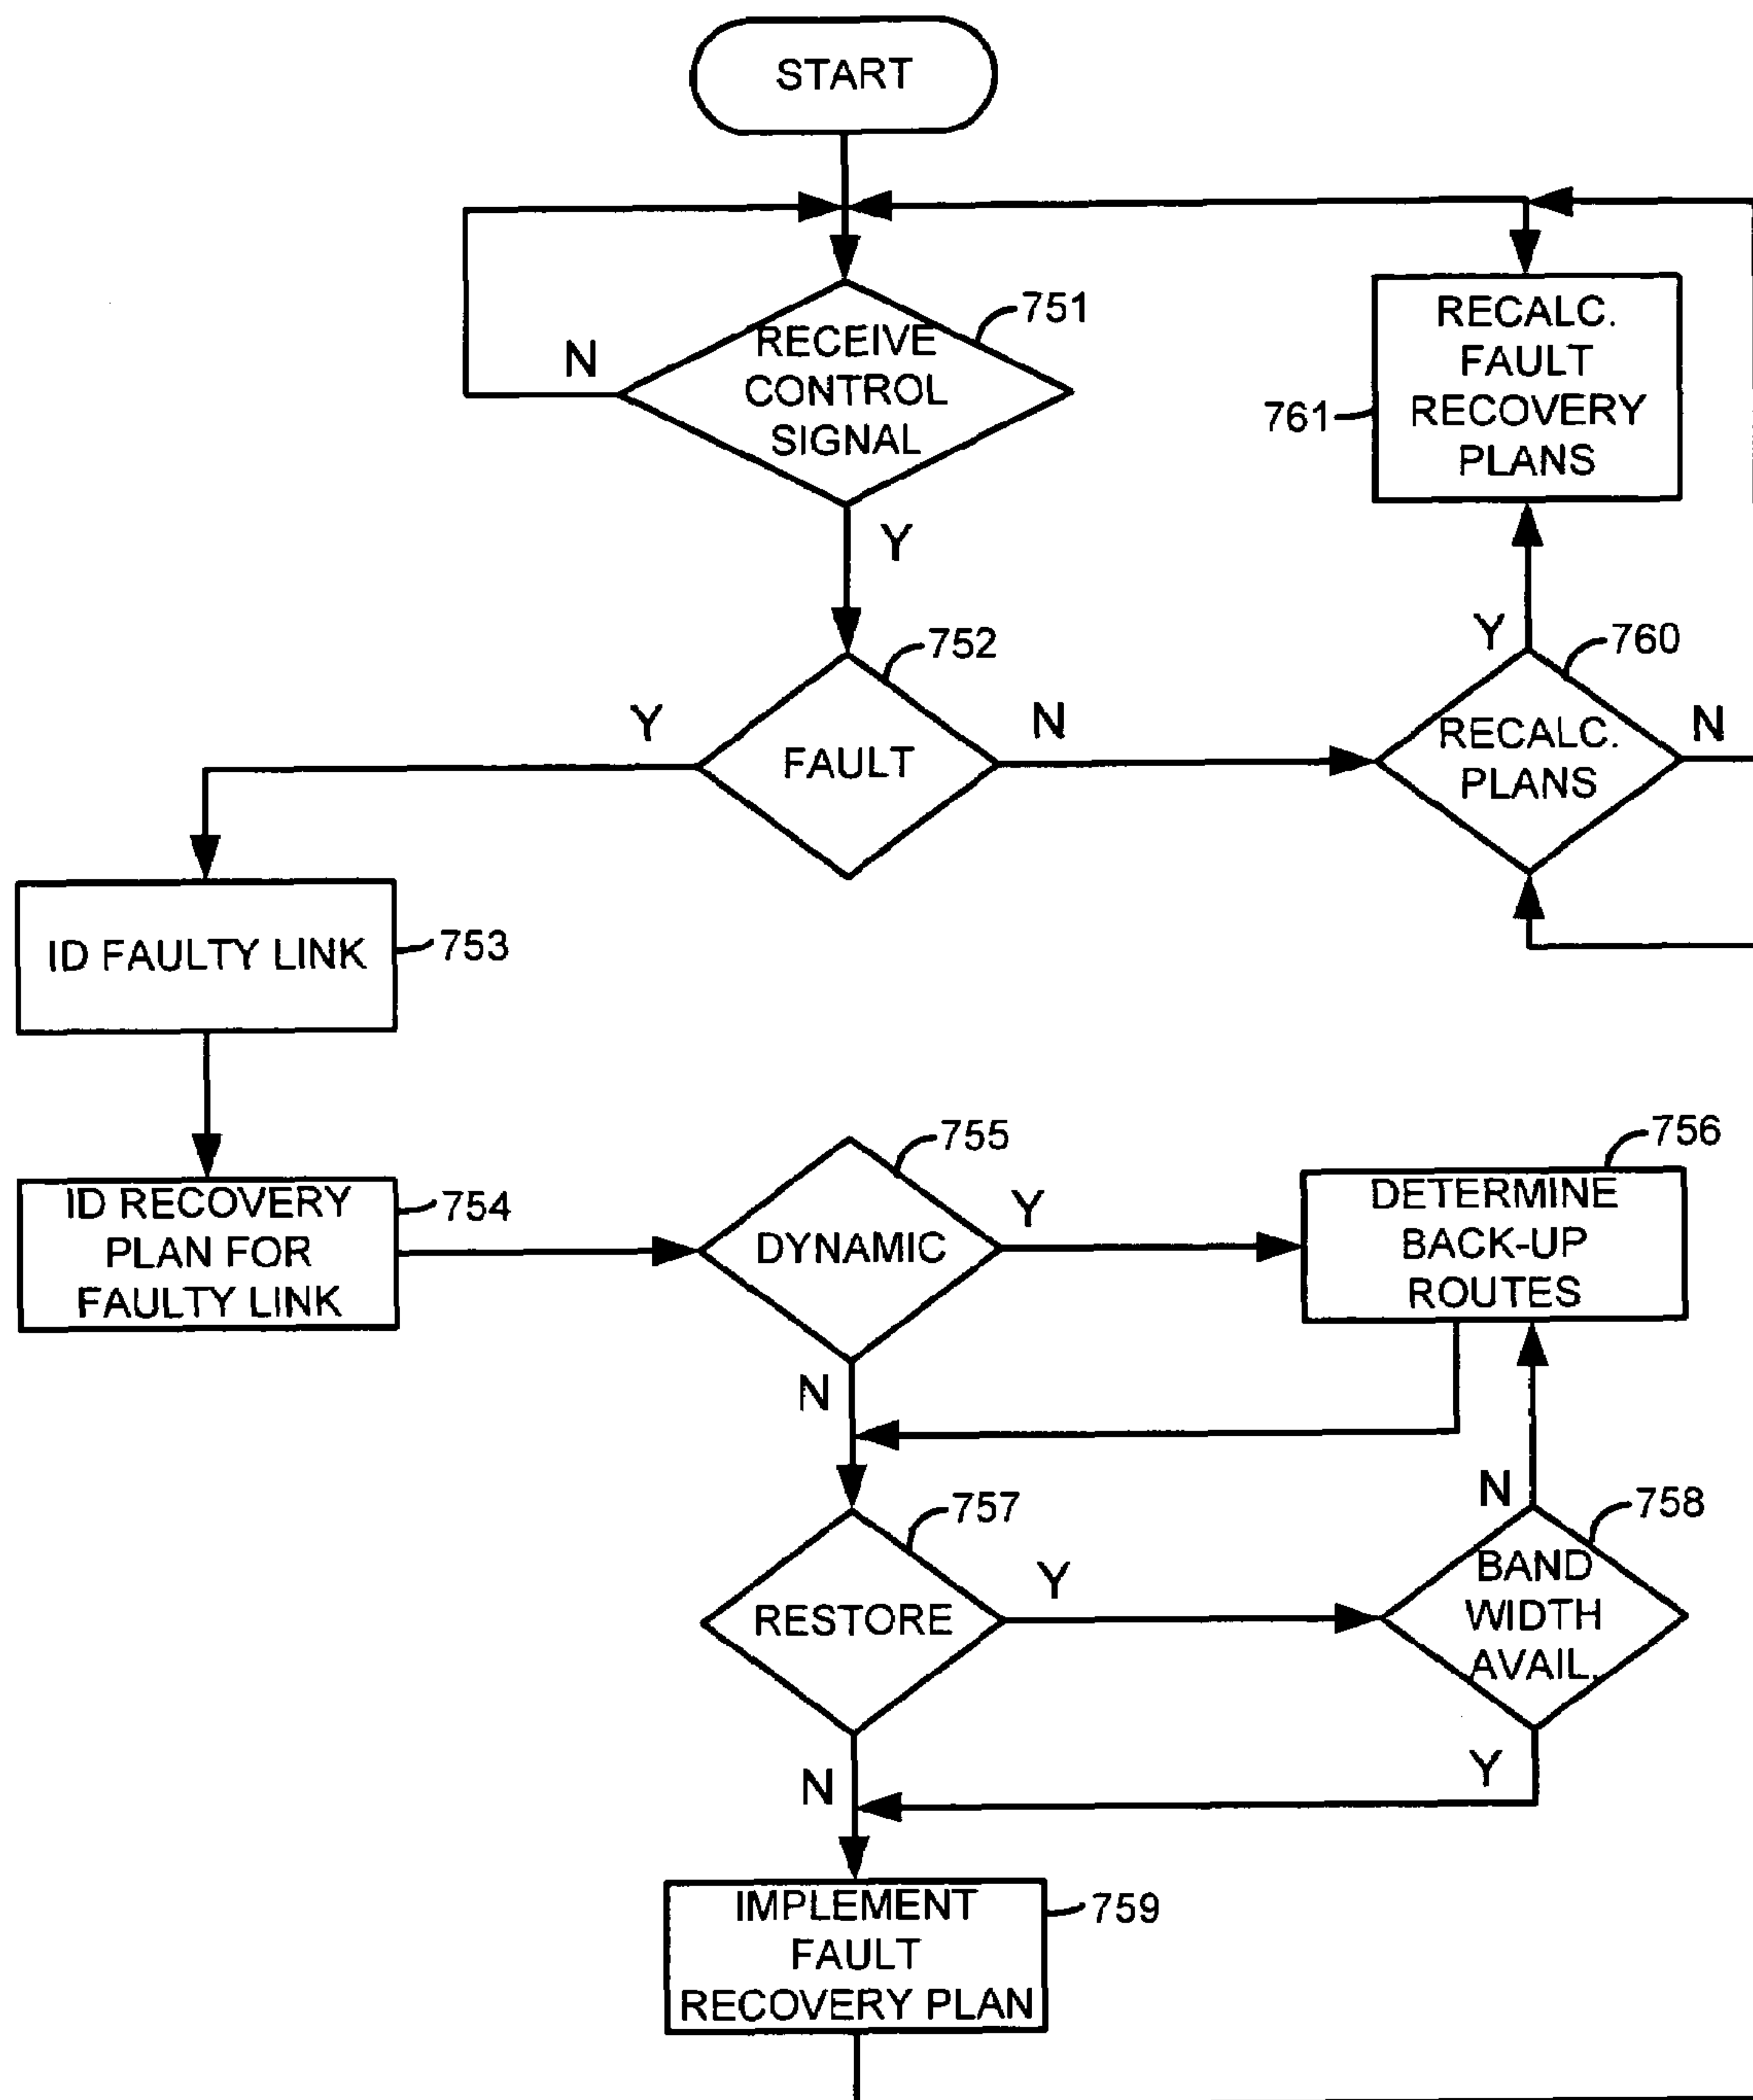 START
751
RECEIVE
CONTROL
SIGNAL
N
Y
RECALC.
FAULT
RECOVERY
PLANS
761
752
FAULT
Y
N
760
RECALC.
PLANS
Y
N
ID FAULTY LINK
753
ID RECOVERY
PLAN FOR
FAULTY LINK
754
755
DYNAMIC
Y
N
756
DETERMINE
BACK-UP
ROUTES
757
RESTORE
Y
N
758
BAND
WIDTH
AVAIL.
N
Y
IMPLEMENT
FAULT
RECOVERY PLAN
759